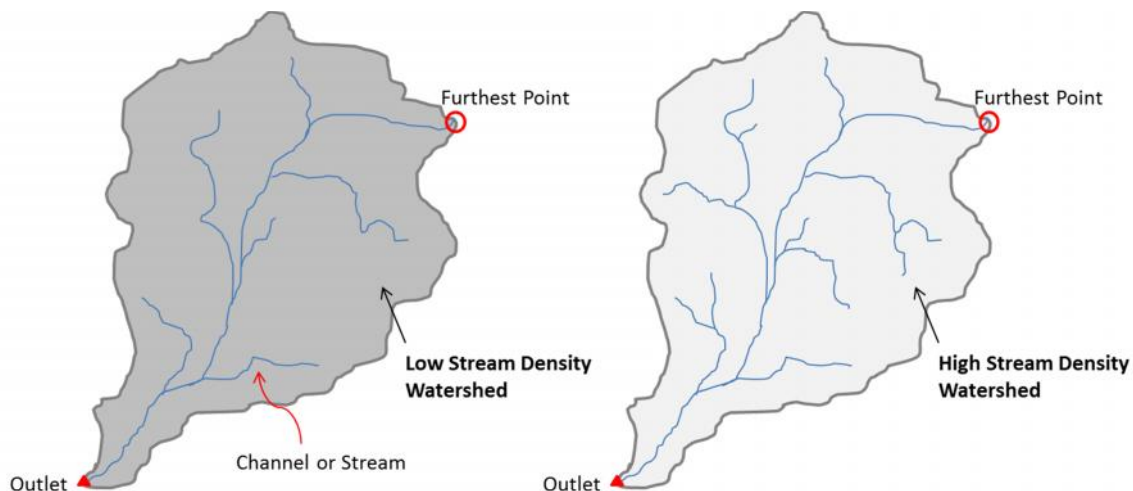 Furthest Point
Low Stream Density
Watershed
Channel or Stream
Outlet
Furthest Point
High Stream Density
Watershed
Outlet